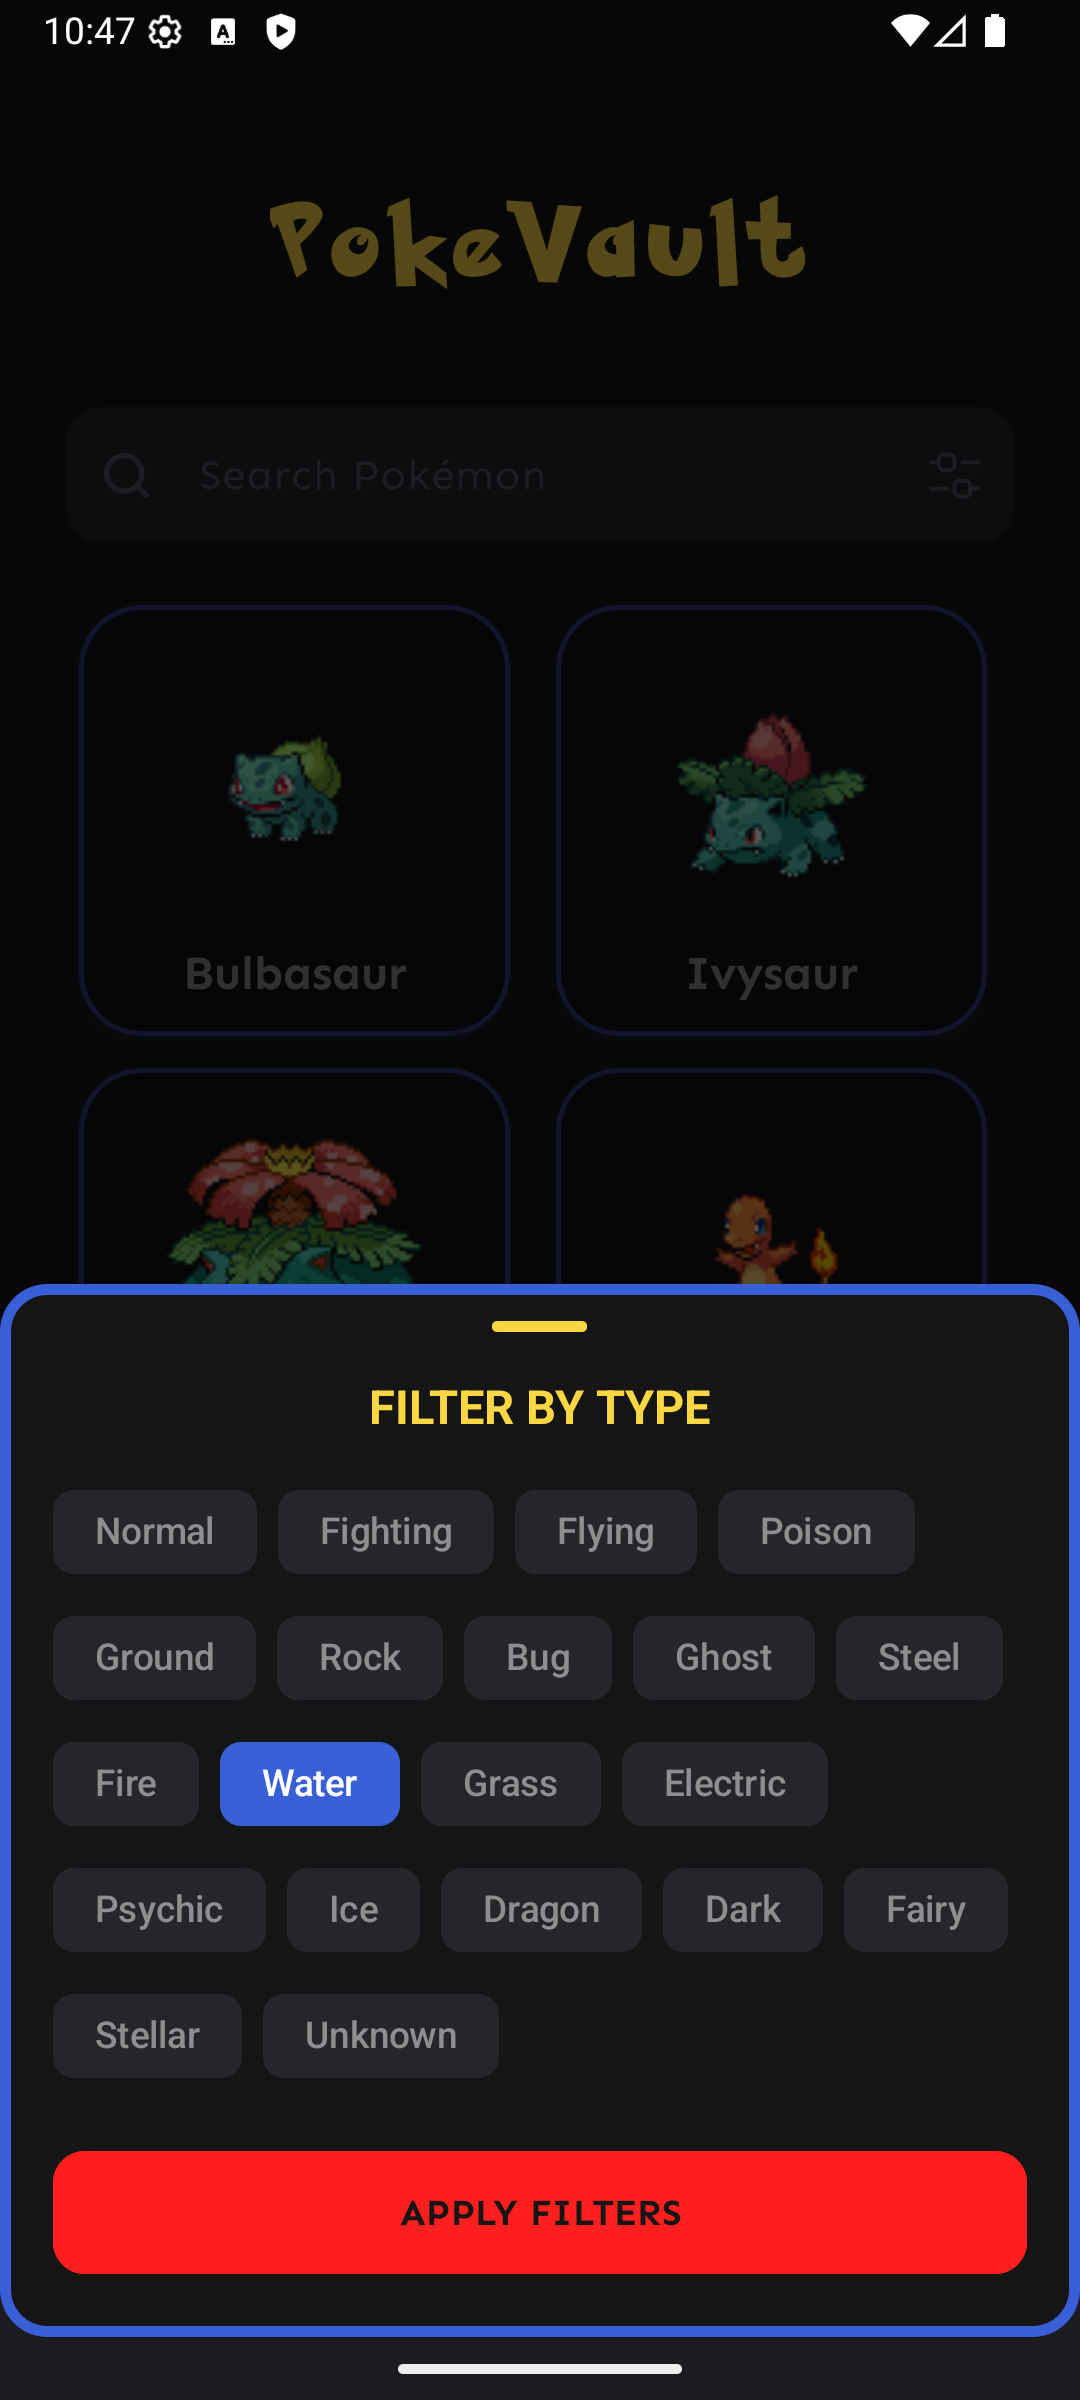 10:47
PokeVault
Search Pokémon
Bulbasaur Ivysaur
FILTER BY TYPE
Normal Fighting Flying Poison
Ground Rock Bug Ghost Steel
Fire Water Grass Electric
Psychic Ice Dragon Dark Fairy
Stellar Unknown
APPLY FILTERS